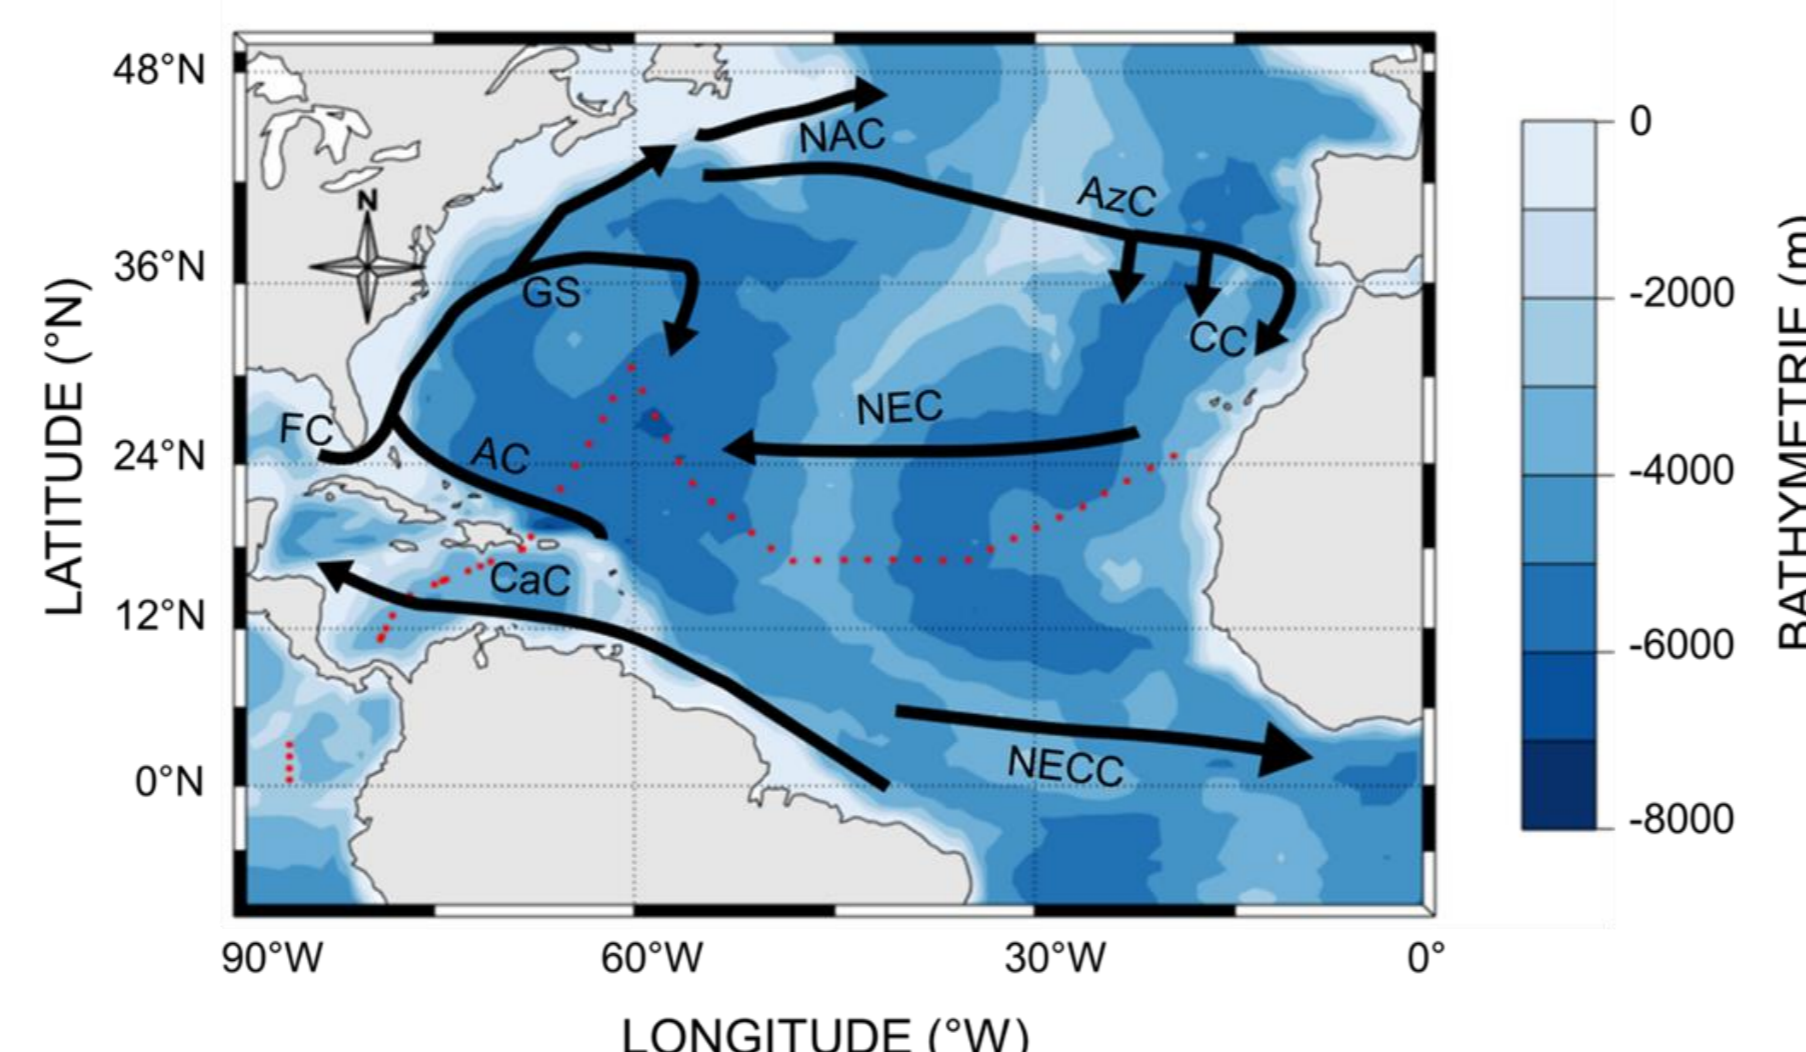 48°N
36°N
24°N
12°N
0°N
LATITUDE (°N)
N
NAC
AzC
GS
CC
FC
AC
NEC
CaC
NECC
90°W
60°W
30°W
0°
LONGITUDE (°W)
0
-2000
-4000
-6000
-8000
BATHYMETRIE (m)